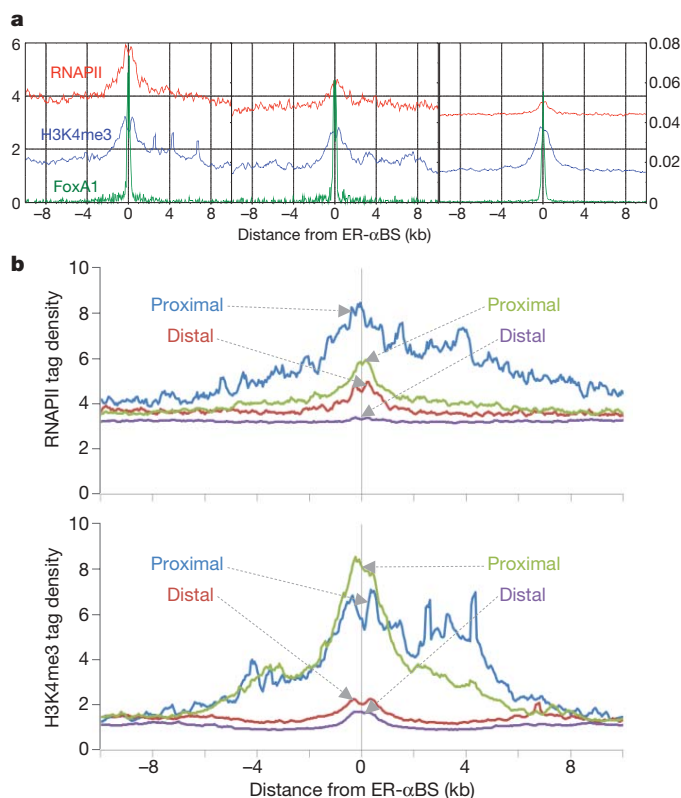 a
6
4
2
0
RNAPII
H3K4me3
FoxA1
0.08
0.06
0.04
0.02
0
−8 −4 0 4 8 −8 −4 0 4 8 −8 −4 0 4 8
Distance from ER-αBS (kb)
b
10
8
6
4
2
0
RNAPII tag density
Proximal Proximal
Distal Distal
10
8
6
4
2
0
H3K4me3 tag density
Proximal Proximal
Distal Distal
−8 −4 0 4 8
Distance from ER-αBS (kb)